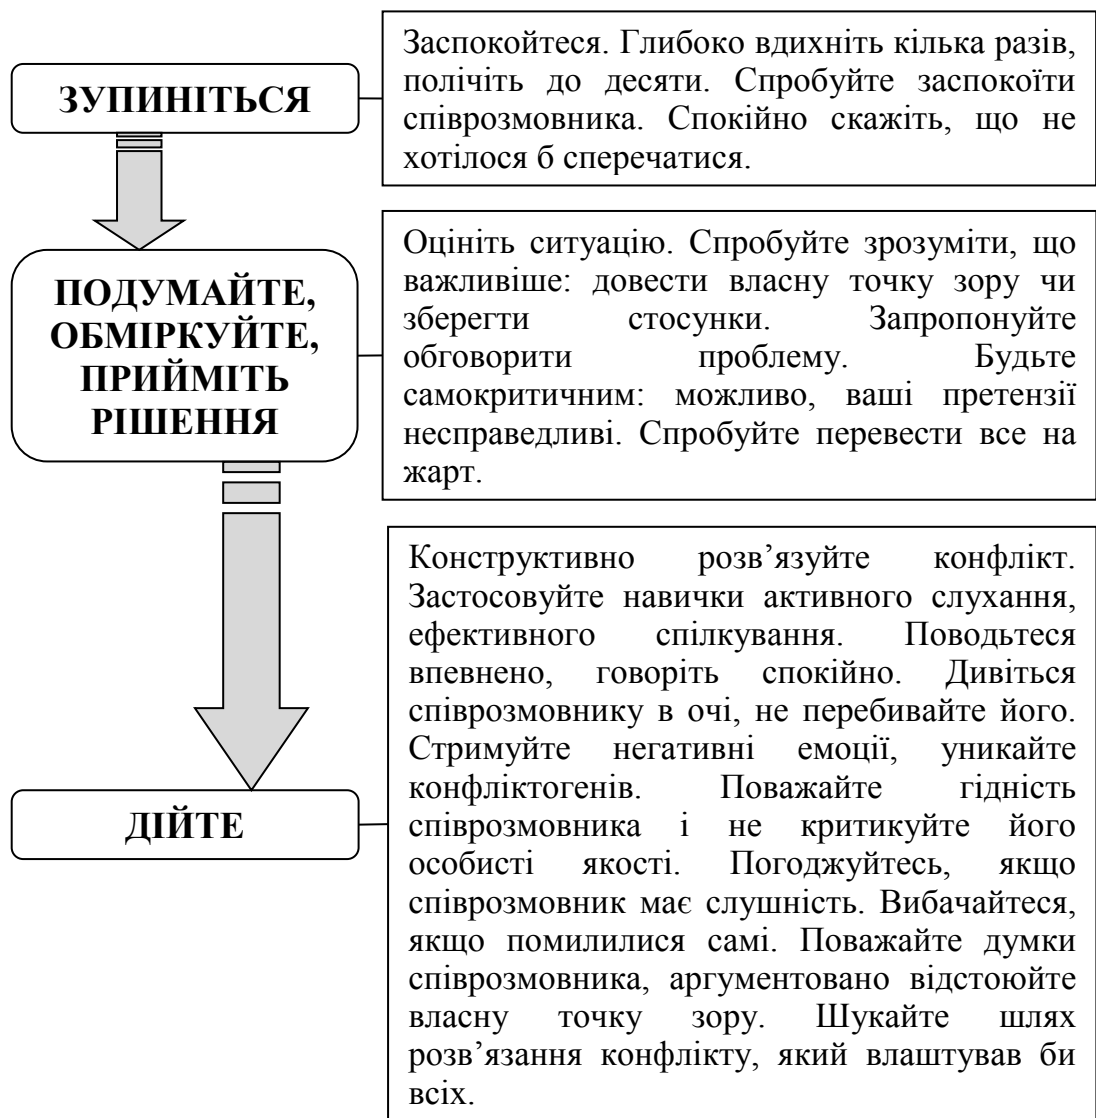 ЗУПИНІТЬСЯ
Заспокойтеся. Глибоко вдихніть кілька разів,
полічіть до десяти. Спробуйте заспокоїти
співрозмовника. Спокійно скажіть, що не
хотілося б сперечатися.
ПОДУМАЙТЕ,
ОБМІРКУЙТЕ,
ПРИЙМІТЬ
РІШЕННЯ
Оцініть ситуацію. Спробуйте зрозуміти, що
важливіше: довести власну точку зору чи
зберегти стосунки. Запропонуйте
обговорити проблему. Будьте
самокритичним: можливо, ваші претензії
несправедливі. Спробуйте перевести все на
жарт.
ДІЙТЕ
Конструктивно розв’язуйте конфлікт.
Застосовуйте навички активного слухання,
ефективного спілкування. Поводьтеся
впевнено, говоріть спокійно. Дивіться
співрозмовнику в очі, не перебивайте його.
Стримуйте негативні емоції, уникайте
конфліктогенів. Поважайте гідність
співрозмовника і не критикуйте його
особисті якості. Погоджуйтесь, якщо
співрозмовник має слушність. Вибачайтеся,
якщо помилилися самі. Поважайте думки
співрозмовника, аргументовано відстоюйте
власну точку зору. Шукайте шлях
розв’язання конфлікту, який влаштував би
всіх.